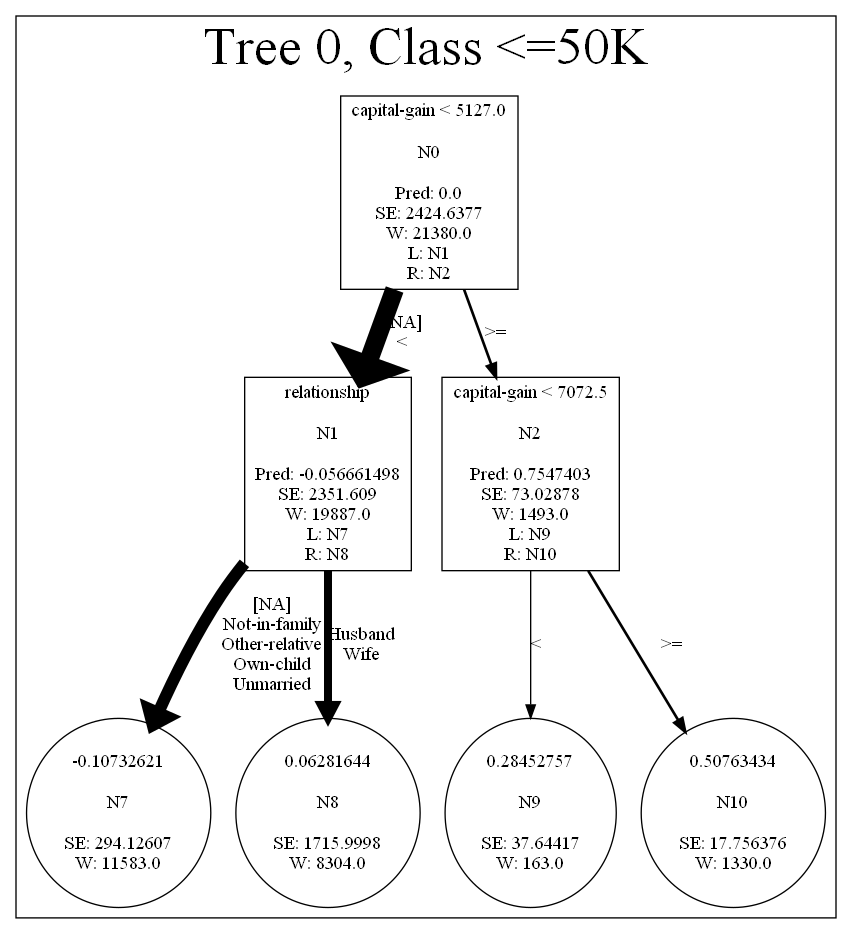 Tree 0, Class <=50K
capital-gain < 5127.0
N0
Pred: 0.0
SE: 2424.6377
W: 21380.0
L: N1
R: N2
[NA]
<
>=
relationship
N1
Pred: -0.056661498
SE: 2351.609
W: 19887.0
L: N7
R: N8
capital-gain < 7072.5
N2
Pred: 0.7547403
SE: 73.02878
W: 1493.0
L: N9
R: N10
[NA]
Not-in-family
Other-relative
Own-child
Unmarried
Husband
Wife
<
>=
-0.10732621
N7
SE: 294.12607
W: 11583.0
0.06281644
N8
SE: 1715.9998
W: 8304.0
0.28452757
N9
SE: 37.64417
W: 163.0
0.50763434
N10
SE: 17.756376
W: 1330.0